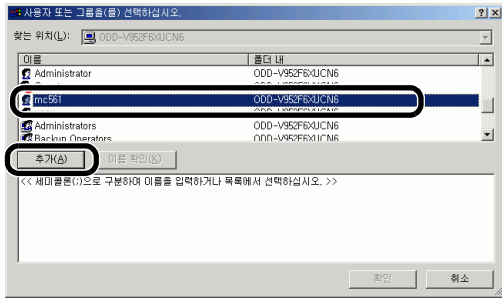 사용자 또는 그룹을(를) 선택하십시오.
찾는 위치(L): ODD-V952F6XUCN6
이름 폴더 내
Administrator ODD-V952F6XUCN6
mc561 ODD-V952F6XUCN6
Administrators ODD-V952F6XUCN6
Backup Operators ODD-V952F6XUCN6
추가(A) 이름 확인(K)
<< 세미콜론(;)으로 구분하며 이름을 입력하거나 목록에서 선택하십시오. >>
확인 취소